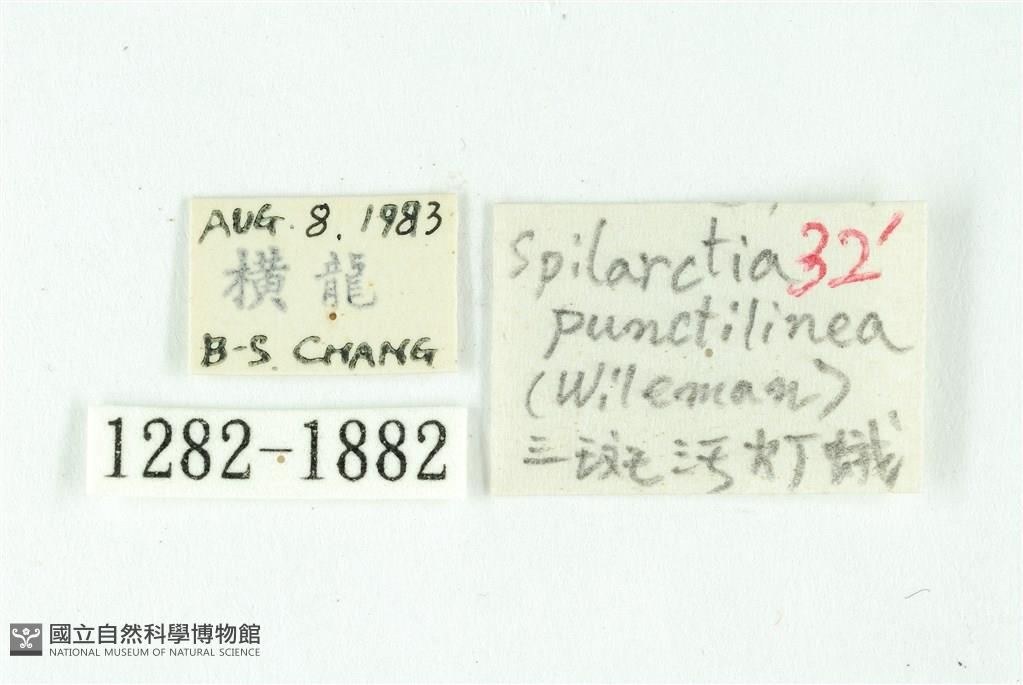 AUG. 8. 1983
橫龍
B-S. CHANG
1282-1882
Spilarctia 32'
punctilinea
(Wileman)
三斑污灯蛾
國立自然科學博物館
NATIONAL MUSEUM OF NATURAL SCIENCE